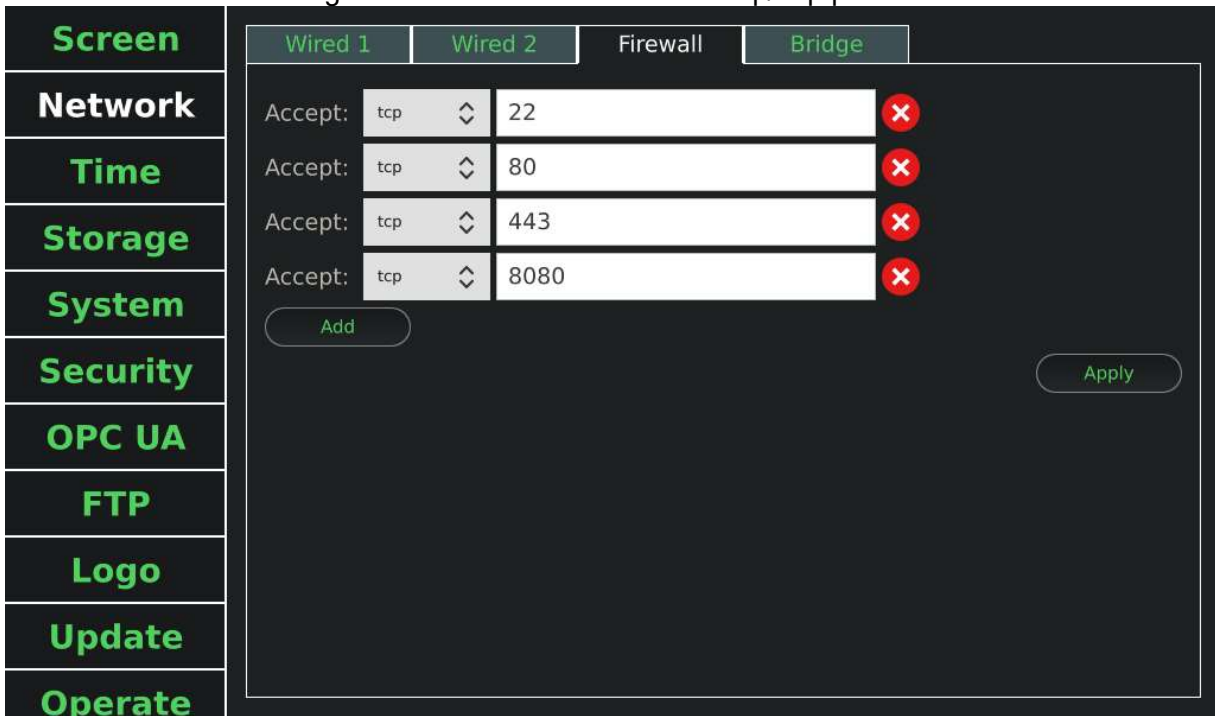 Screen
Network
Time
Storage
System
Security
OPC UA
FTP
Logo
Update
Operate
Wired 1 Wired 2 Firewall Bridge
Accept: tcp 22
Accept: tcp 80
Accept: tcp 443
Accept: tcp 8080
Add
Apply